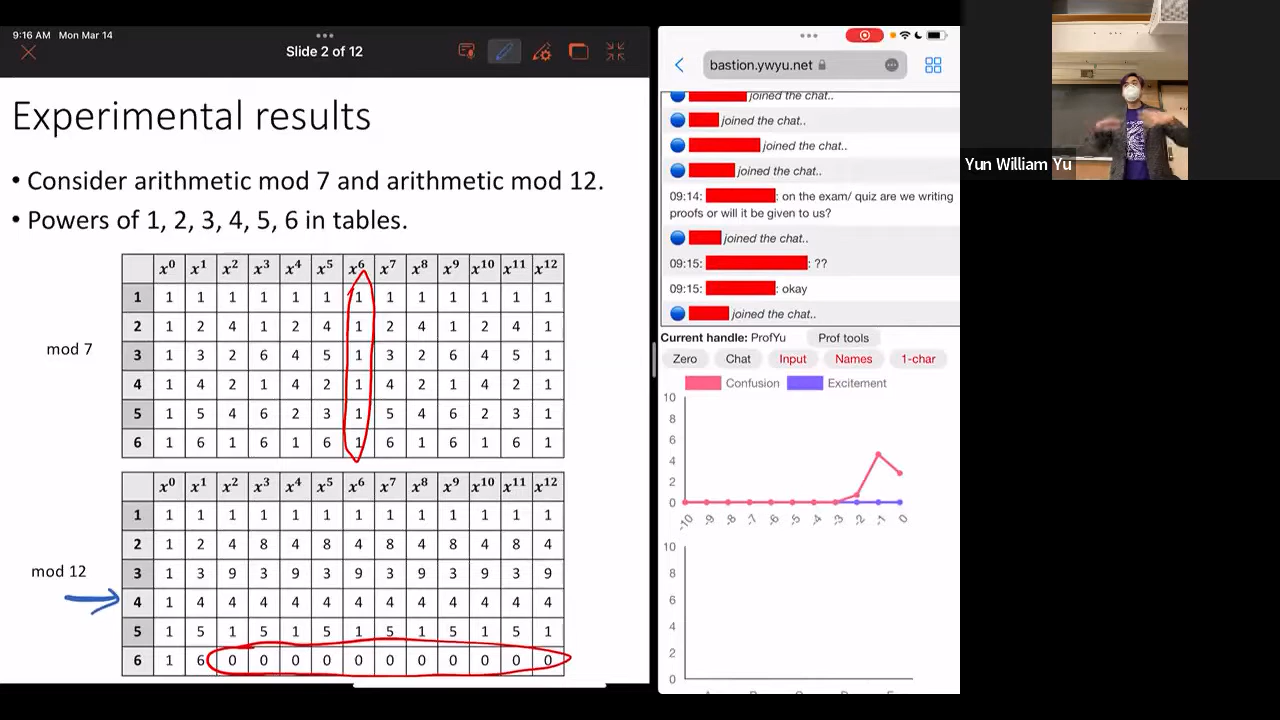 9:16 AM Mon Mar 14
Slide 2 of 12
Experimental results
• Consider arithmetic mod 7 and arithmetic mod 12.
• Powers of 1, 2, 3, 4, 5, 6 in tables.
mod 7
x⁰ x¹ x² x³ x⁴ x⁵ x⁶ x⁷ x⁸ x⁹ x¹⁰ x¹¹ x¹²
1 1 1 1 1 1 1 1 1 1 1 1 1 1
2 1 2 4 1 2 4 1 2 4 1 2 4 1
3 1 3 2 6 4 5 1 3 2 6 4 5 1
4 1 4 2 1 4 2 1 4 2 1 4 2 1
5 1 5 4 6 2 3 1 5 4 6 2 3 1
6 1 6 1 6 1 6 1 6 1 6 1 6 1
mod 12
x⁰ x¹ x² x³ x⁴ x⁵ x⁶ x⁷ x⁸ x⁹ x¹⁰ x¹¹ x¹²
1 1 1 1 1 1 1 1 1 1 1 1 1 1
2 1 2 4 8 4 8 4 8 4 8 4 8 4
3 1 3 9 3 9 3 9 3 9 3 9 3 9
4 1 4 4 4 4 4 4 4 4 4 4 4 4
5 1 5 1 5 1 5 1 5 1 5 1 5 1
6 1 6 0 0 0 0 0 0 0 0 0 0 0
bastion.ywyu.net
joined the chat..
joined the chat..
joined the chat..
joined the chat..
09:14: : on the exam/ quiz are we writing
proofs or will it be given to us?
joined the chat..
09:15: : ??
09:15: : okay
joined the chat..
Current handle: ProfYu Prof tools
Zero Chat Input Names 1-char
Confusion Excitement
10
8
6
4
2
0
-10 -9 -8 -7 -6 -5 -4 -3 -2 -1 0
10
8
6
4
2
0
Yun William Yu